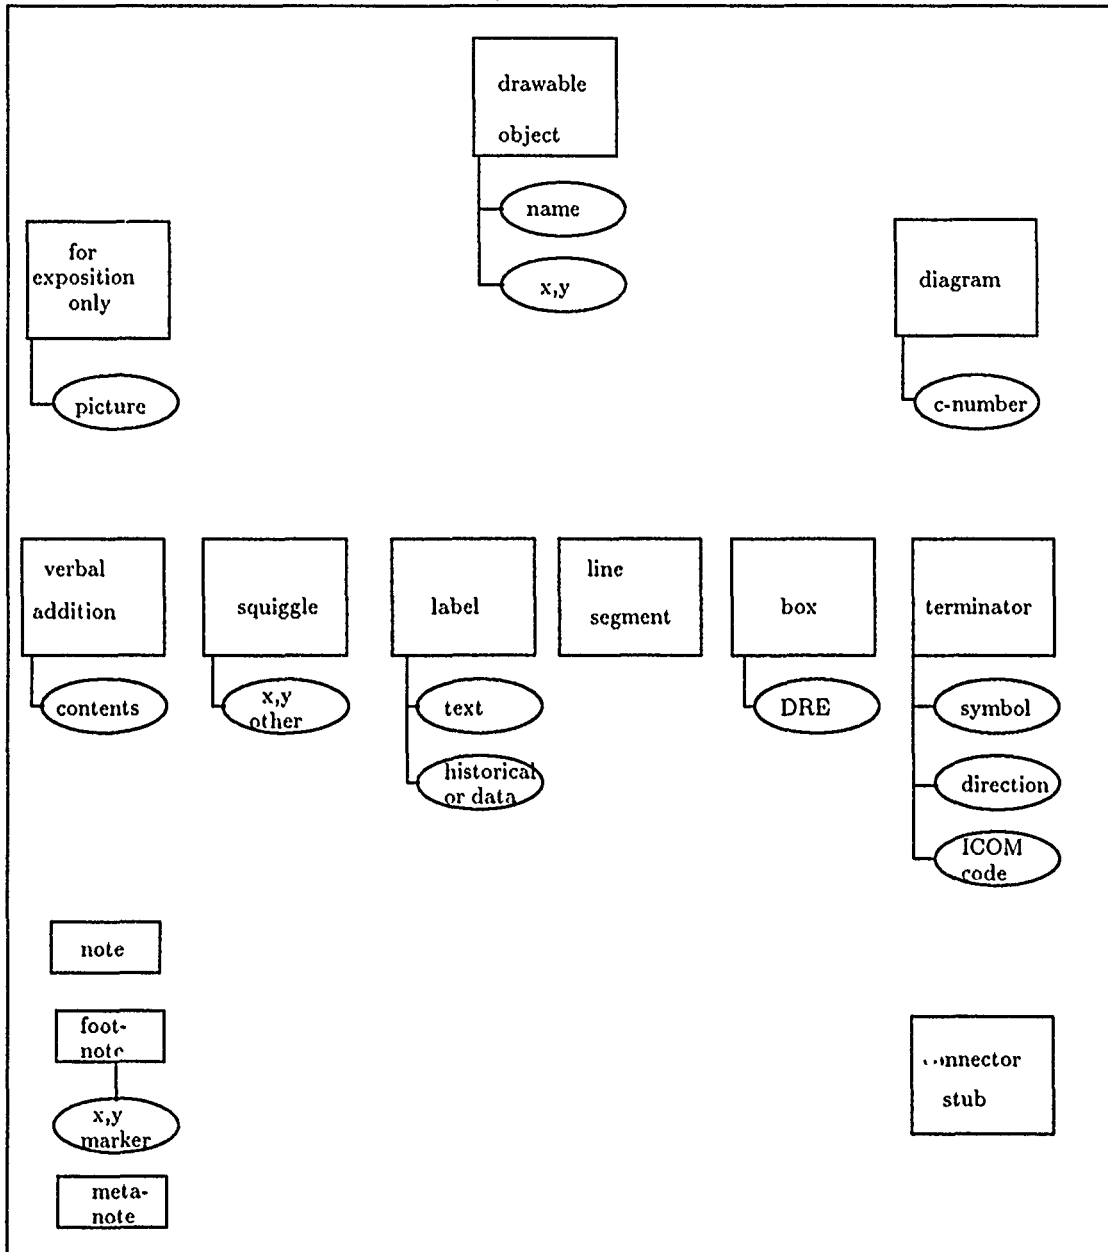 drawable
object
name
x,y
for
exposition
only
picture
diagram
c-number
verbal
addition
contents
squiggle
x,y
other
label
text
historical
or data
line
segment
box
DRE
terminator
symbol
direction
ICOM
code
note
foot-
note
x,y
marker
meta-
note
stub